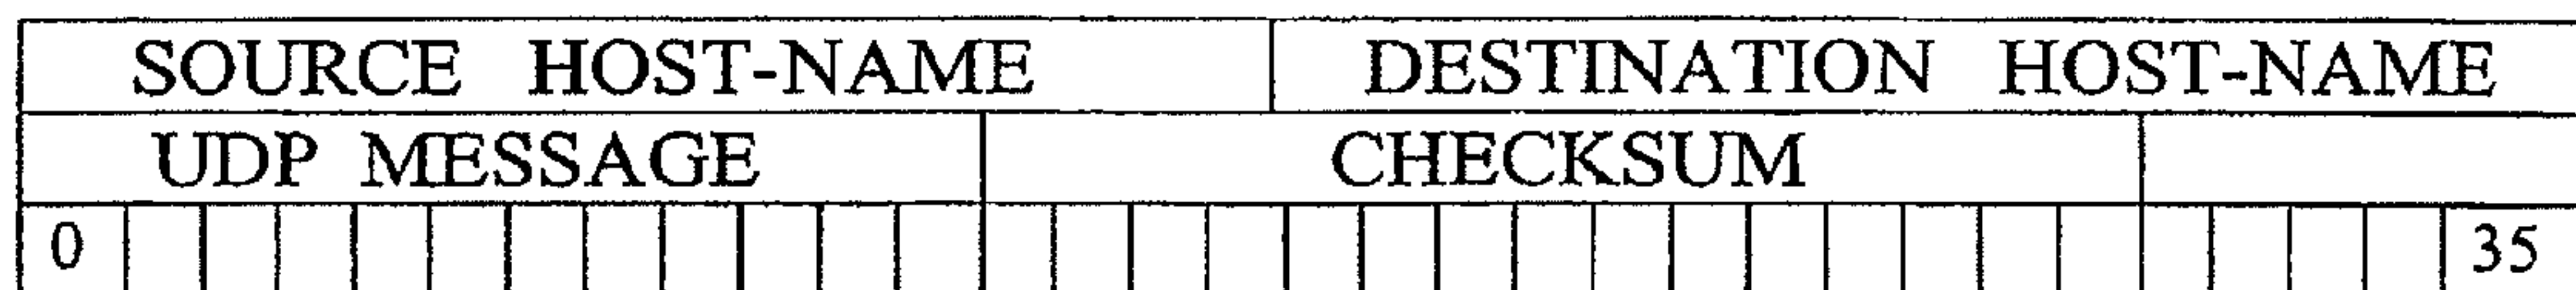 SOURCE HOST-NAME DESTINATION HOST-NAME
UDP MESSAGE CHECKSUM
0 35